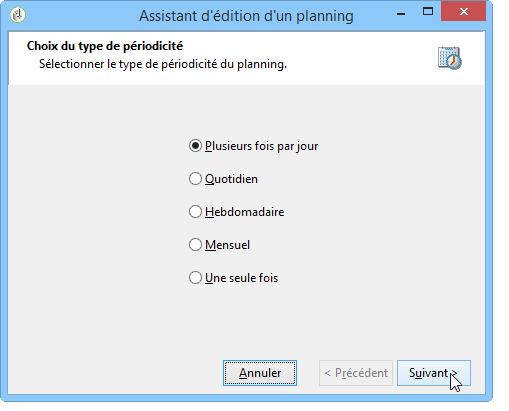 Assistant d'édition d'un planning
Choix du type de périodicité
Sélectionner le type de périodicité du planning.
Plusieurs fois par jour
Quotidien
Hebdomadaire
Mensuel
Une seule fois
Annuler
< Précédent
Suivant >